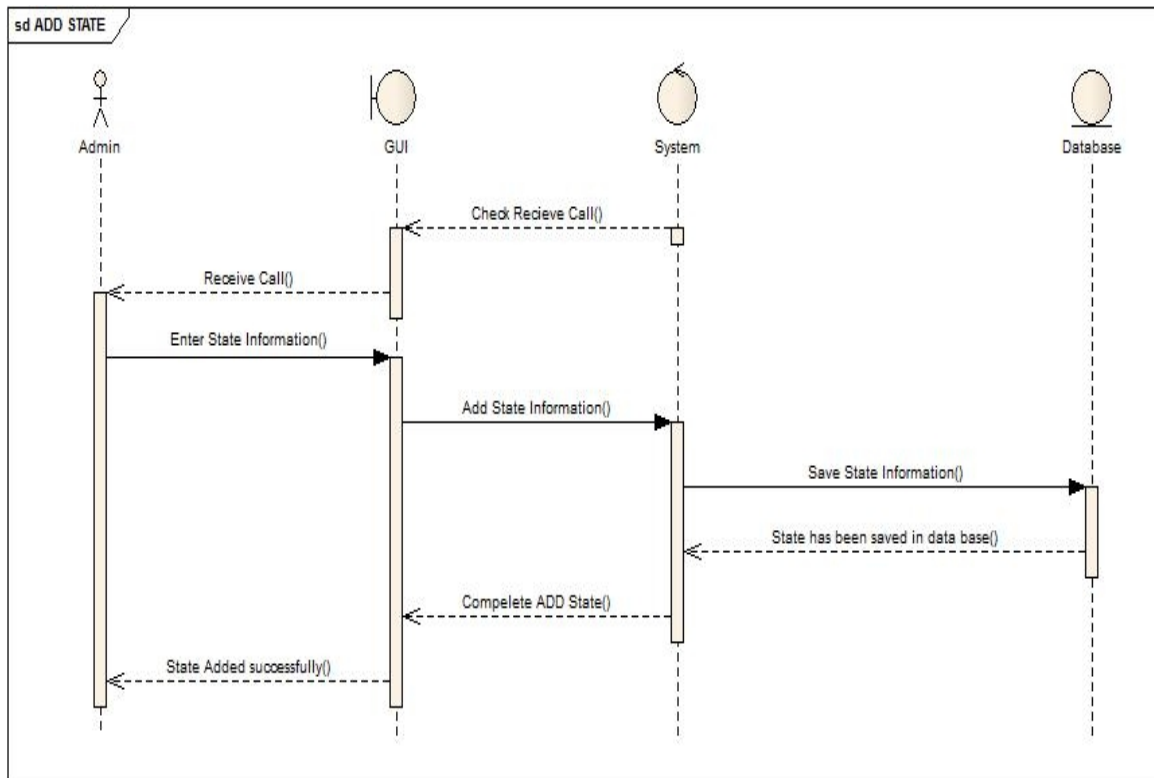 sd ADD STATE
Admin
GUI
System
Database
Check Recieve Call()
Receive Call()
Enter State Information()
Add State Information()
Save State Information()
State has been saved in data base()
Compelete ADD State()
State Added successfully()